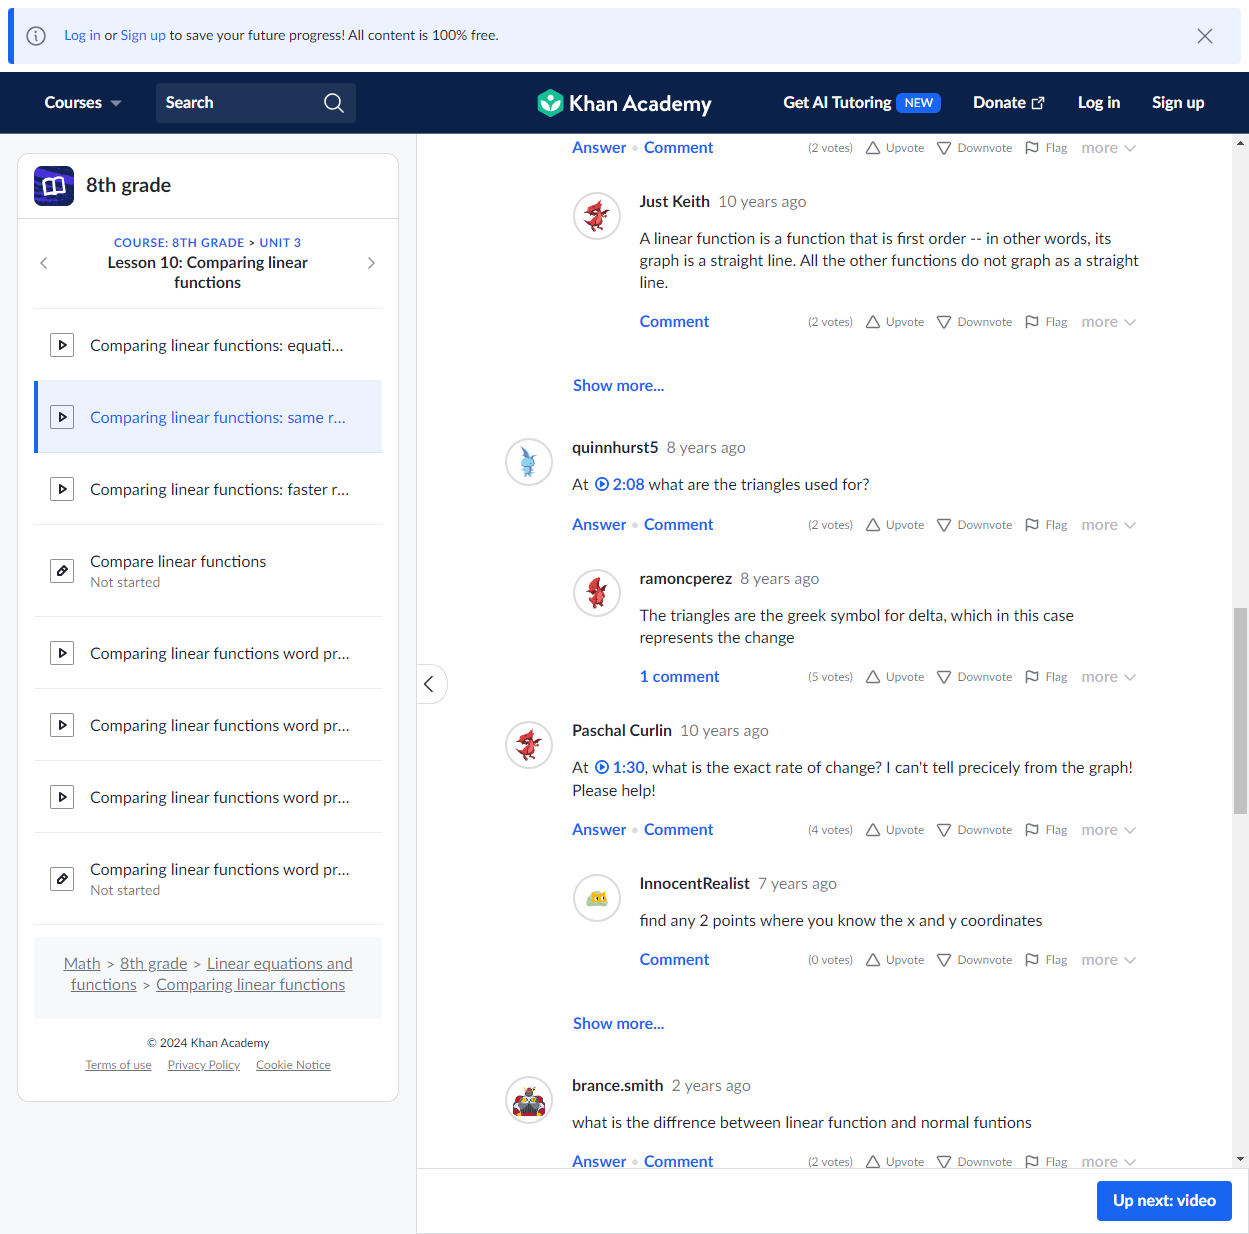 Log in or Sign up to save your future progress! All content is 100% free.
Courses
Search
Khan Academy
Get AI Tutoring NEW
Donate
Log in
Sign up
8th grade
COURSE: 8TH GRADE > UNIT 3
Lesson 10: Comparing linear
functions
Comparing linear functions: equati...
Comparing linear functions: same r...
Comparing linear functions: faster r...
Compare linear functions
Not started
Comparing linear functions word pr...
Comparing linear functions word pr...
Comparing linear functions word pr...
Comparing linear functions word pr...
Not started
Math > 8th grade > Linear equations and
functions > Comparing linear functions
© 2024 Khan Academy
Terms of use Privacy Policy Cookie Notice
Answer • Comment (2 votes) Upvote Downvote Flag more
Just Keith 10 years ago
A linear function is a function that is first order -- in other words, its
graph is a straight line. All the other functions do not graph as a straight
line.
Comment (2 votes) Upvote Downvote Flag more
Show more...
quinnhurst5 8 years ago
At 2:08 what are the triangles used for?
Answer • Comment (2 votes) Upvote Downvote Flag more
ramoncperez 8 years ago
The triangles are the greek symbol for delta, which in this case
represents the change
1 comment (5 votes) Upvote Downvote Flag more
Paschal Curlin 10 years ago
At 1:30, what is the exact rate of change? I can't tell precicely from the graph!
Please help!
Answer • Comment (4 votes) Upvote Downvote Flag more
InnocentRealist 7 years ago
find any 2 points where you know the x and y coordinates
Comment (0 votes) Upvote Downvote Flag more
Show more...
brance.smith 2 years ago
what is the diffrence between linear function and normal funtions
Answer • Comment (2 votes) Upvote Downvote Flag more
Up next: video